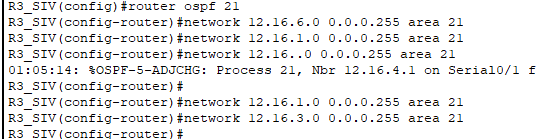 R3_SIV(config)#router ospf 21
R3_SIV(config-router)#network 12.16.6.0 0.0.0.255 area 21
R3_SIV(config-router)#network 12.16.1.0 0.0.0.255 area 21
R3_SIV(config-router)#network 12.16..0 0.0.0.255 area 21
01:05:14: %OSPF-5-ADJCHG: Process 21, Nbr 12.16.4.1 on Serial0/1 f
R3_SIV(config-router)#
R3_SIV(config-router)#network 12.16.1.0 0.0.0.255 area 21
R3_SIV(config-router)#network 12.16.3.0 0.0.0.255 area 21
R3_SIV(config-router)#